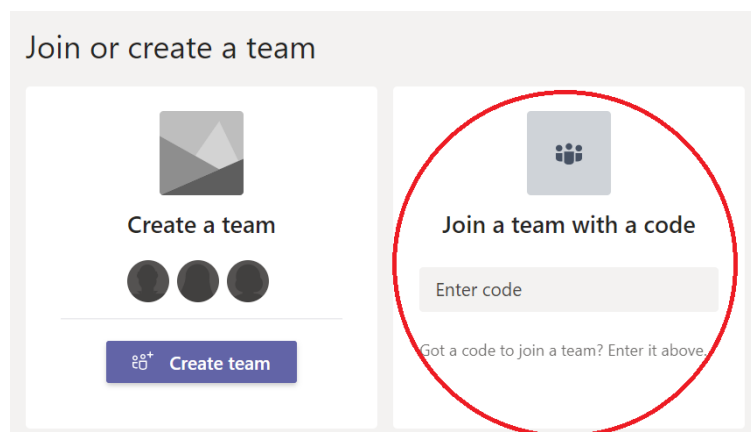 Join or create a team
Create a team
Create team
Join a team with a code
Enter code
Got a code to join a team? Enter it above.